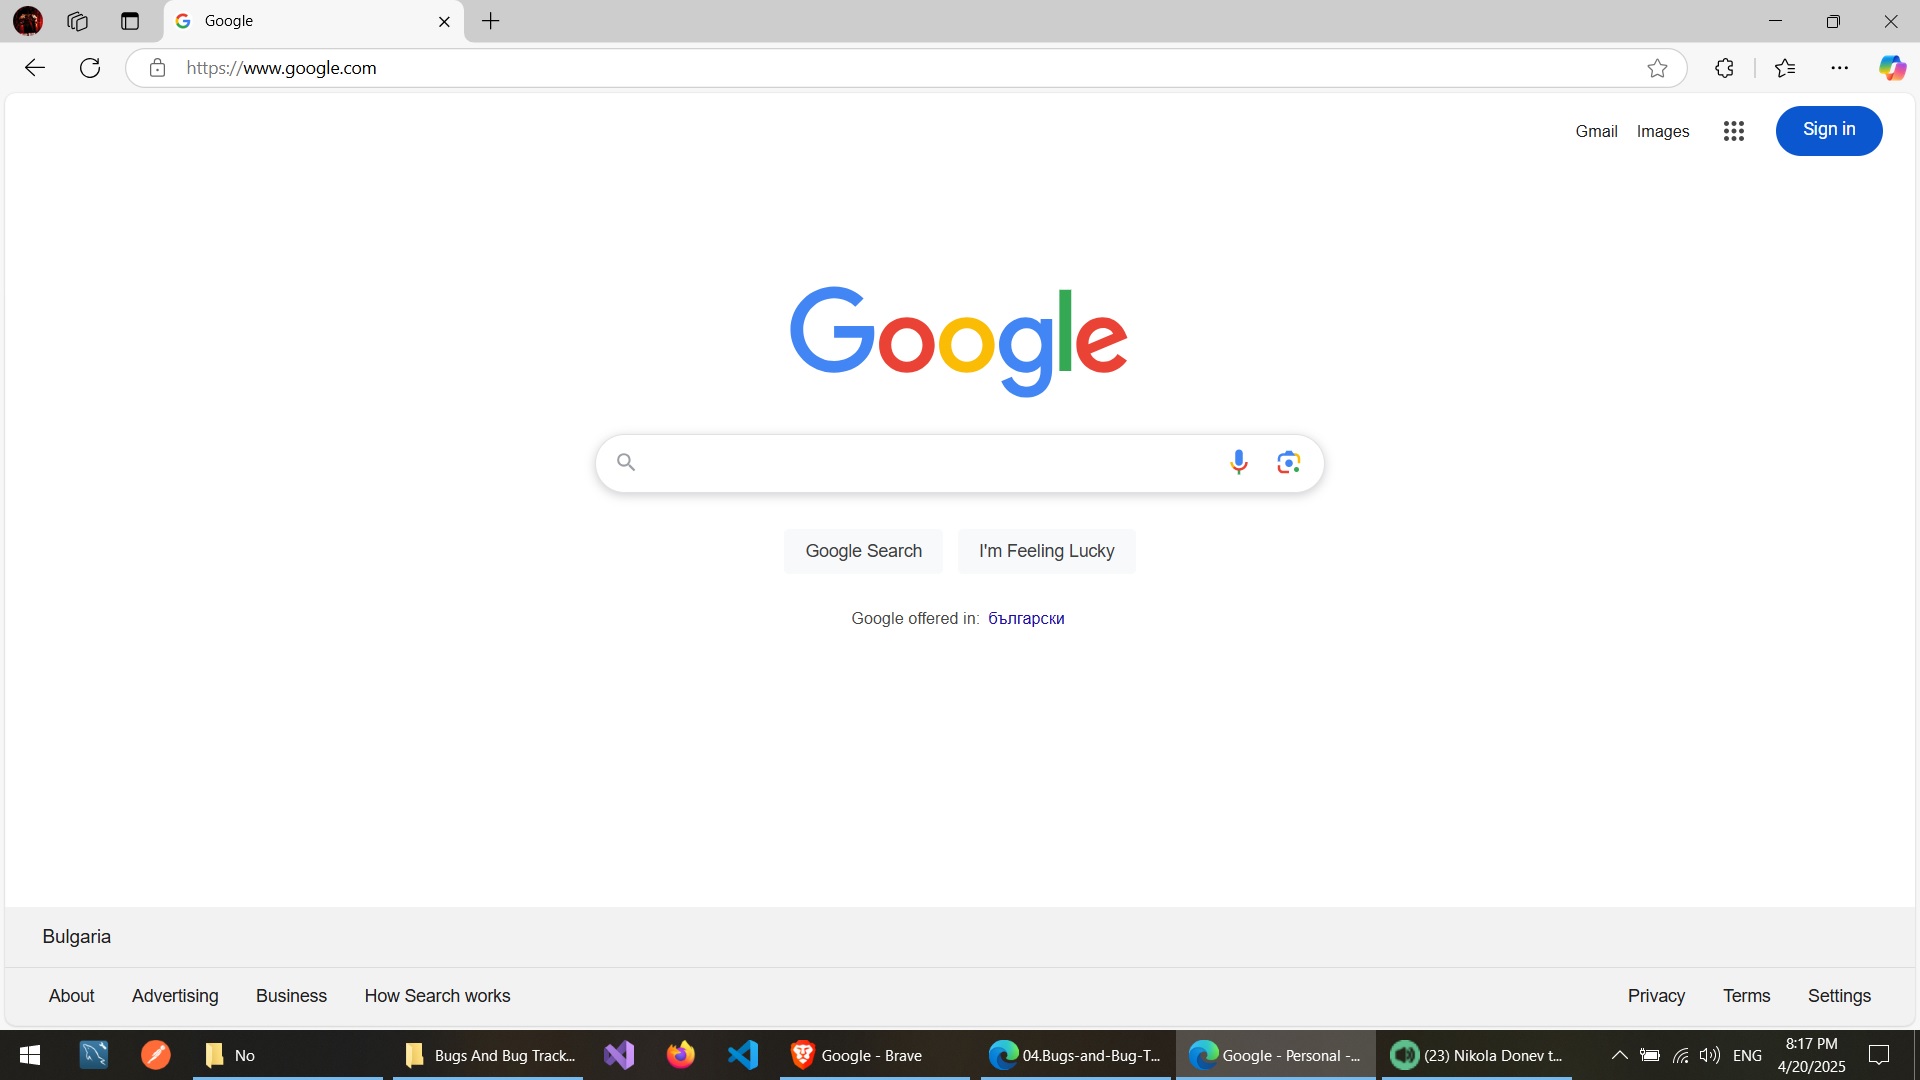 Google
https://www.google.com
Gmail Images Sign in
Google
Google Search I'm Feeling Lucky
Google offered in: български
Bulgaria
About Advertising Business How Search works Privacy Terms Settings
No Bugs And Bug Track... Google - Brave 04.Bugs-and-Bug-T... Google - Personal -... (23) Nikola Donev t... ENG
8:17 PM
4/20/2025